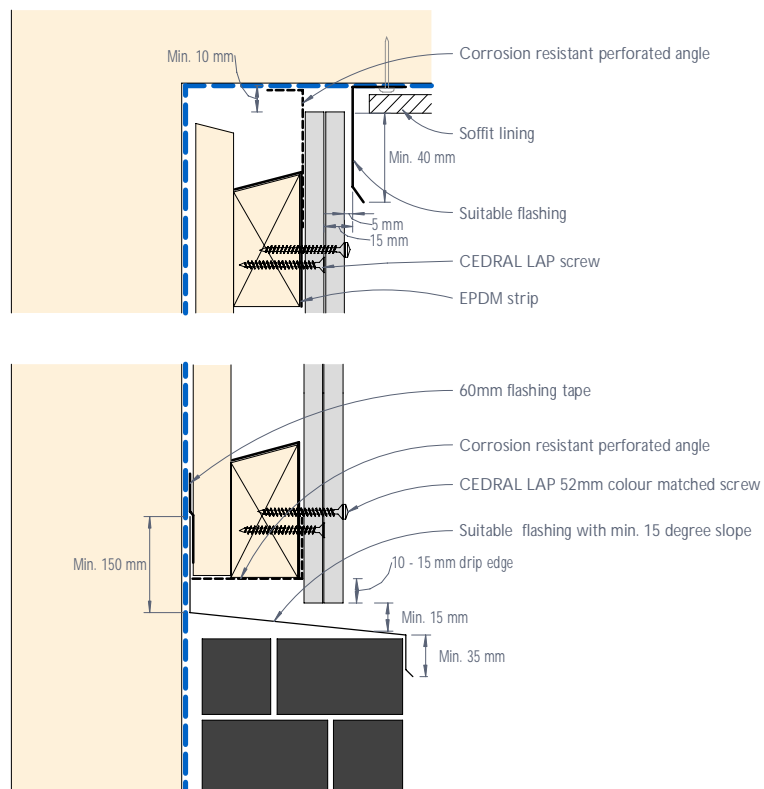 Min. 10 mm
Corrosion resistant perforated angle
Soffit lining
Min. 40 mm
Suitable flashing
5 mm
15 mm
CEDRAL LAP screw
EPDM strip
60mm flashing tape
Corrosion resistant perforated angle
CEDRAL LAP 52mm colour matched screw
Suitable flashing with min. 15 degree slope
Min. 150 mm
10 - 15 mm drip edge
Min. 15 mm
Min. 35 mm